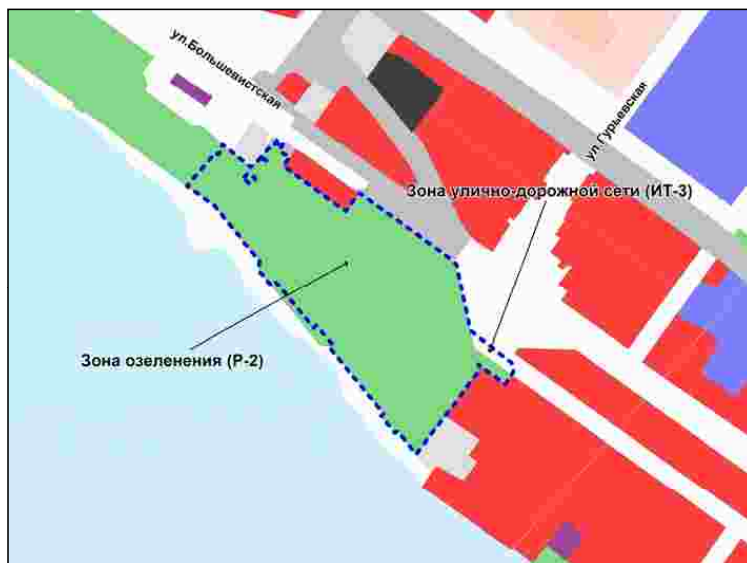 ул.Большевистская
ул.Гурьевская
Зона улично-дорожной сети (ИТ-3)
Зона озеленения (Р-2)